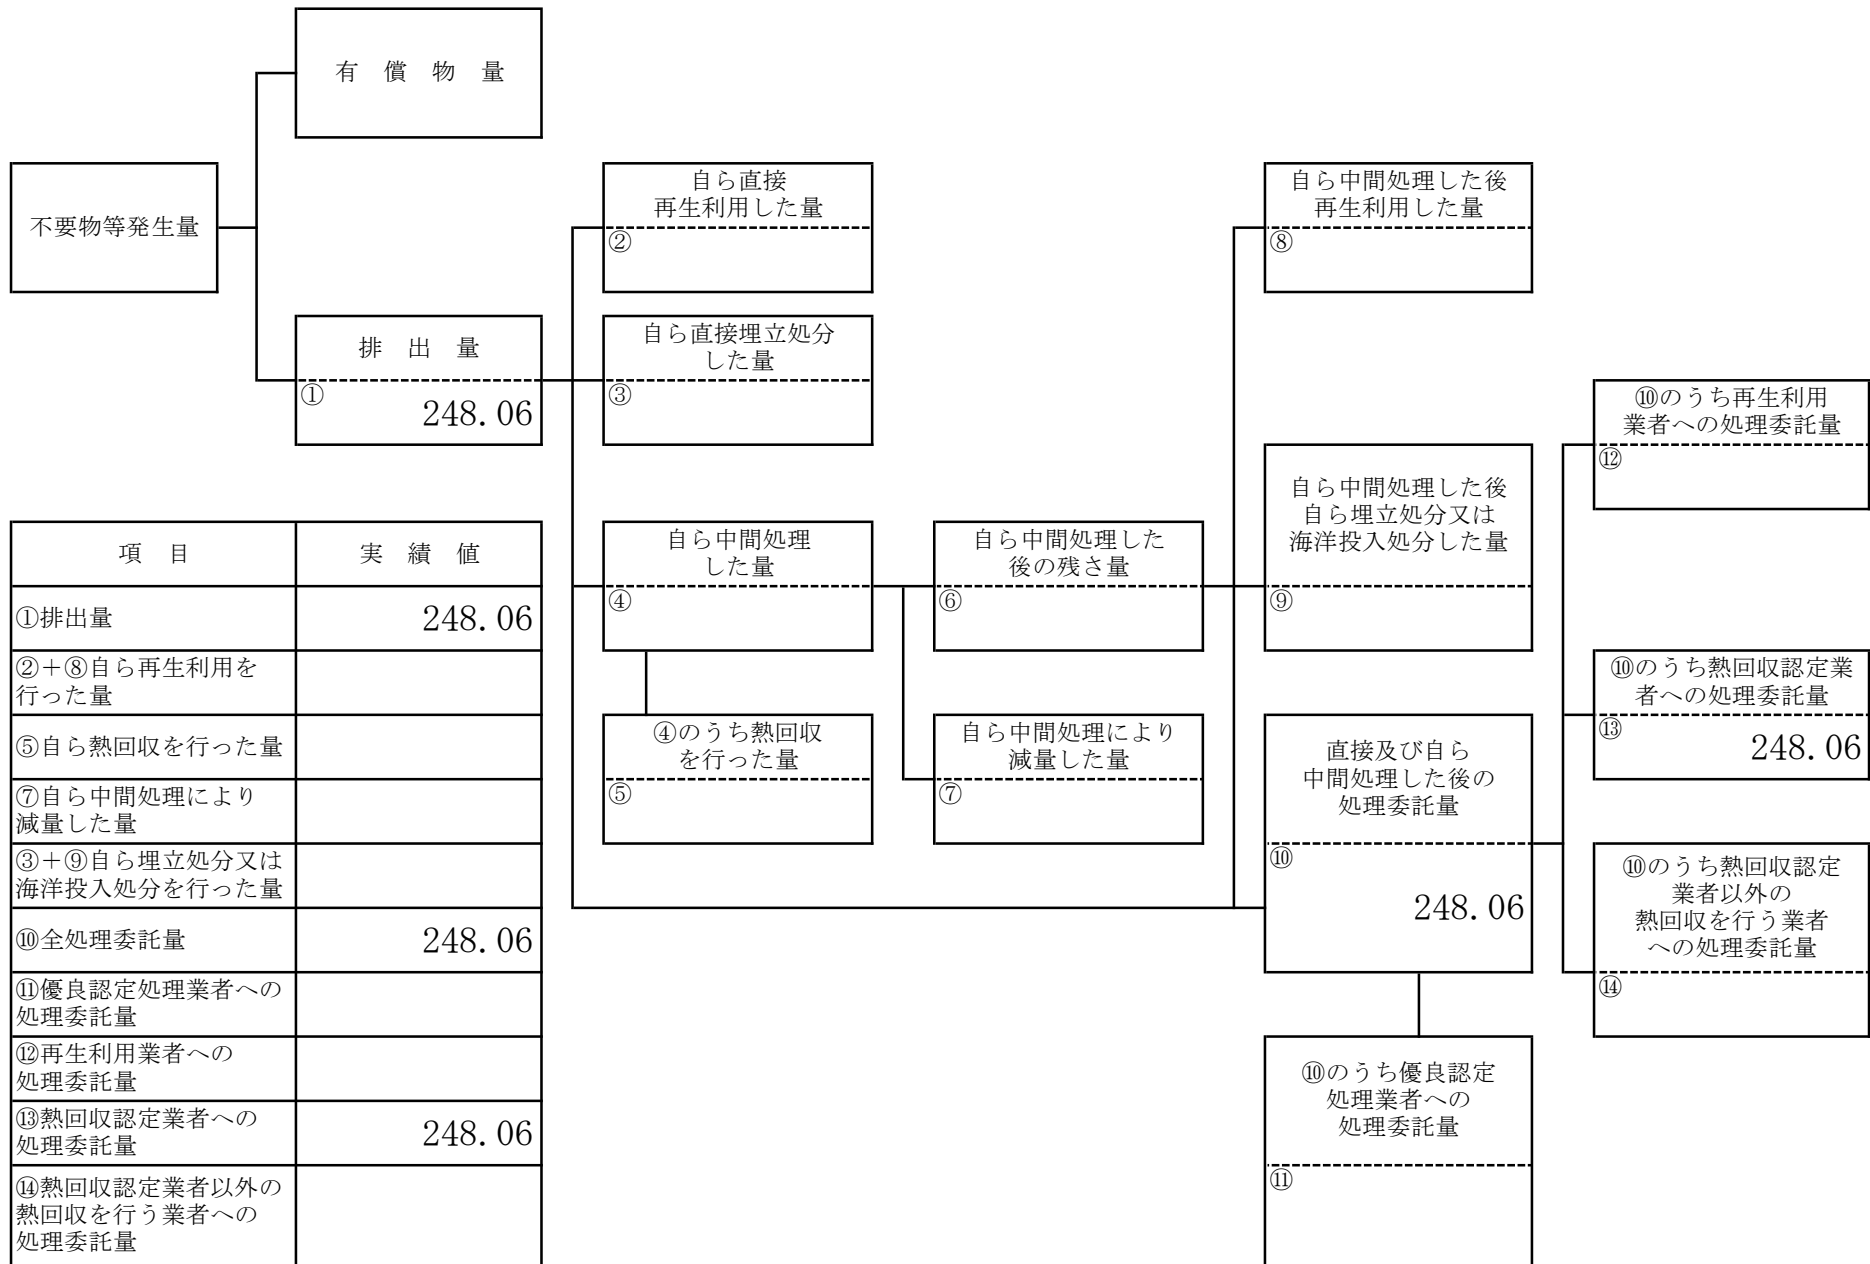 有 償 物 量
不要物等発生量
排 出 量
①
248.06
自ら直接
再生利用した量
②
自ら直接埋立処分
した量
③
自ら中間処理
した量
④
④のうち熱回収
を行った量
⑤
自ら中間処理した
後の残さ量
⑥
自ら中間処理により
減量した量
⑦
自ら中間処理した後
再生利用した量
⑧
自ら中間処理した後
自ら埋立処分又は
海洋投入処分した量
⑨
直接及び自ら
中間処理した後の
処理委託量
⑩
248.06
⑩のうち優良認定
処理業者への
処理委託量
⑪
⑩のうち再生利用
業者への処理委託量
⑫
⑩のうち熱回収認定業
者への処理委託量
⑬
248.06
⑩のうち熱回収認定
業者以外の
熱回収を行う業者
への処理委託量
⑭
項 目 実 績 値
①排出量 248.06
②+⑧自ら再生利用を
行った量
⑤自ら熱回収を行った量
⑦自ら中間処理により
減量した量
③+⑨自ら埋立処分又は
海洋投入処分を行った量
⑩全処理委託量 248.06
⑪優良認定処理業者への
処理委託量
⑫再生利用業者への
処理委託量
⑬熱回収認定業者への
処理委託量 248.06
⑭熱回収認定業者以外の
熱回収を行う業者への
処理委託量